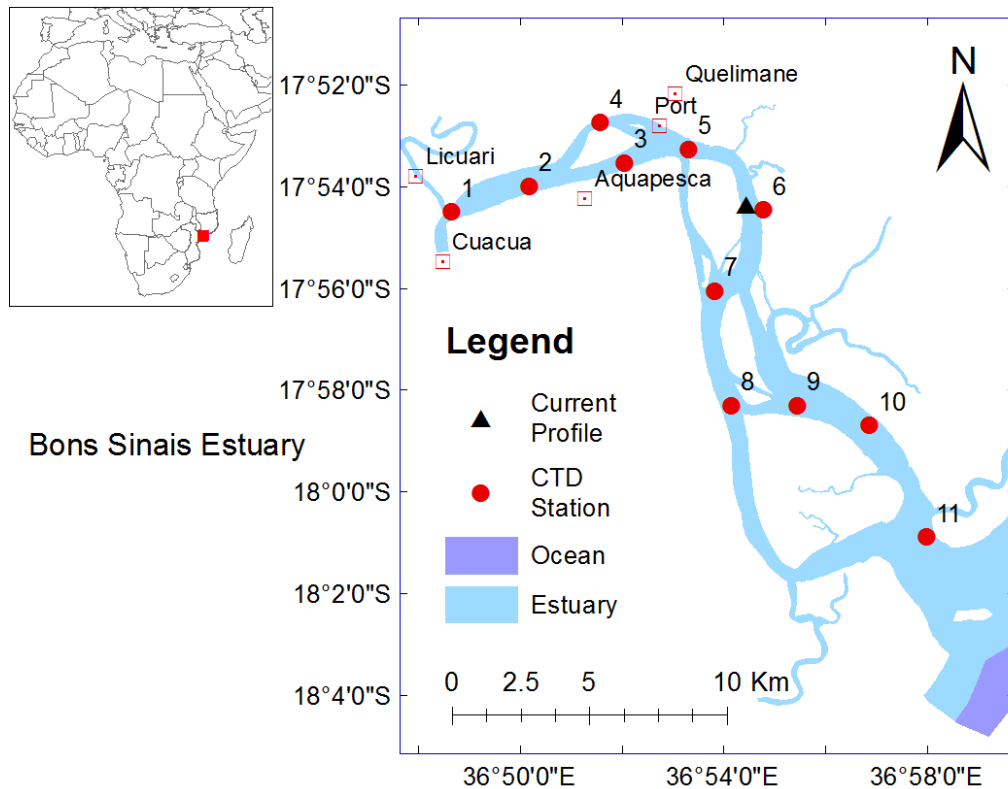 17°52'0"S
17°54'0"S
17°56'0"S
17°58'0"S
18°0'0"S
18°2'0"S
18°4'0"S
Quelimane
Port
4
5
3
Licuari
2
1
Aquapesca
6
Cuacua
7
N
Legend
8
9
10
11
Current
Profile
CTD
Station
Ocean
Estuary
Bons Sinais Estuary
0 2.5 5 10 Km
36°50'0"E 36°54'0"E 36°58'0"E